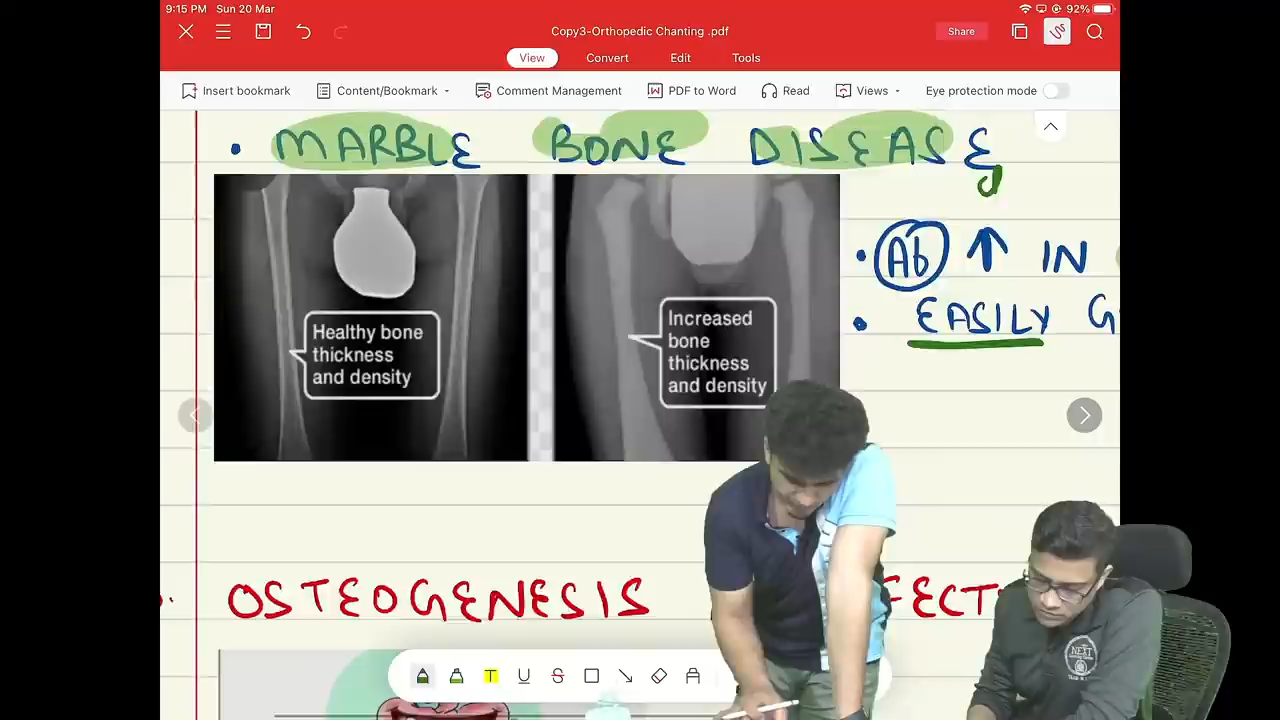 9:15 PM Sun 20 Mar 92%
Copy3-Orthopedic Chanting .pdf
Share
View Convert Edit Tools
Insert bookmark Content/Bookmark Comment Management PDF to Word Read Views Eye protection mode
• MARBLE BONE DISEASE
Healthy bone
thickness
and density
Increased
bone
thickness
and density
• Ab ↑ IN
• EASILY G
OSTEOGENESIS FECT
T U S
NEXT